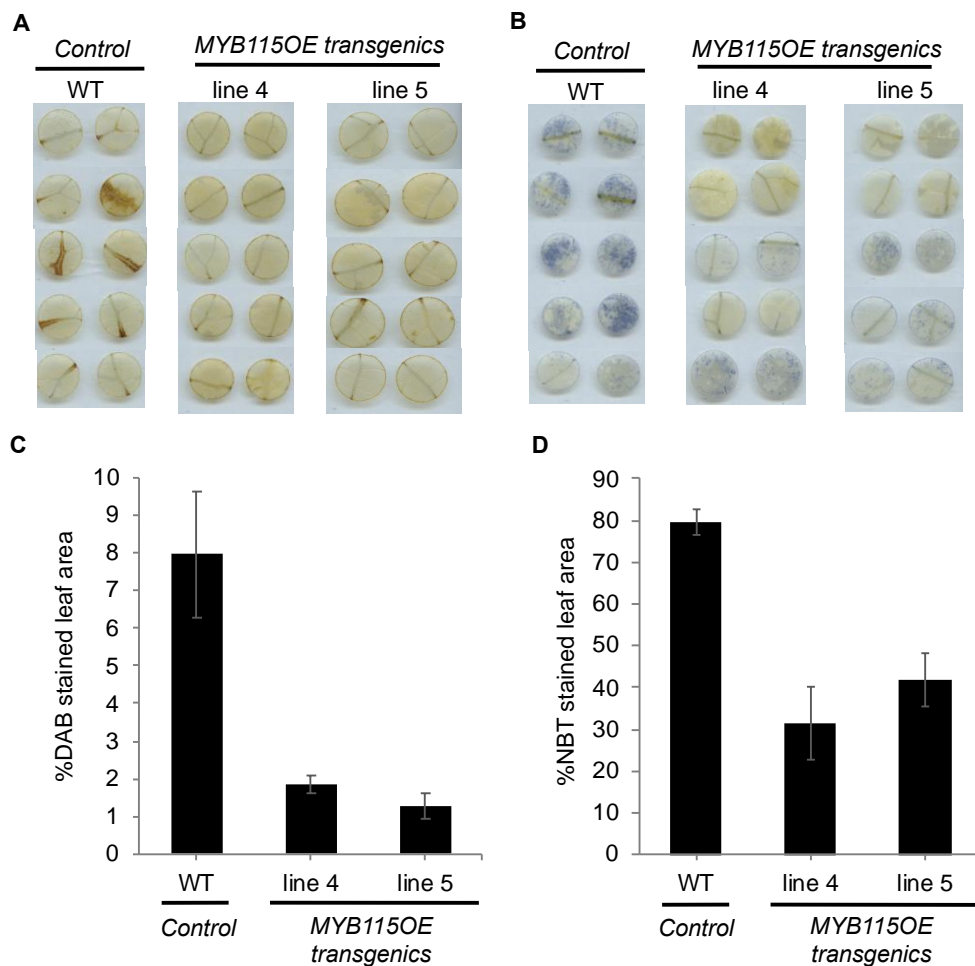 A
Control
MYB115OE transgenics
WT
line 4
line 5
B
Control
MYB115OE transgenics
WT
line 4
line 5
C
%DAB stained leaf area
10
9
8
7
6
5
4
3
2
1
0
WT
line 4
line 5
Control
MYB115OE
transgenics
D
%NBT stained leaf area
90
80
70
60
50
40
30
20
10
0
WT
line 4
line 5
Control
MYB115OE
transgenics